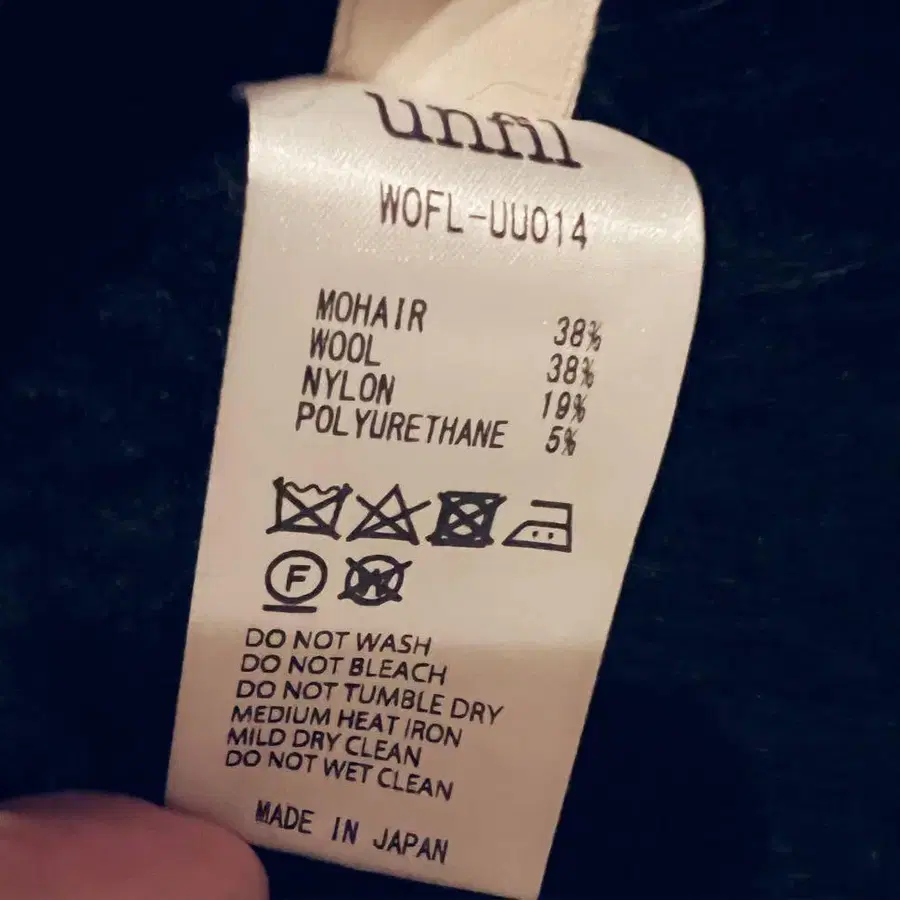 unfil
WOFL-UU014
MOHAIR 38%
WOOL 38%
NYLON 19%
POLYURETHANE 5%
F W
DO NOT WASH
DO NOT BLEACH
DO NOT TUMBLE DRY
MEDIUM HEAT IRON
MILD DRY CLEAN
DO NOT WET CLEAN
MADE IN JAPAN